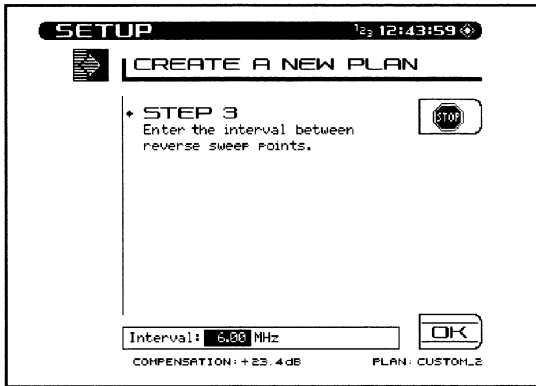 SETUP 123 12:43:59
CREATE A NEW PLAN
STEP 3
Enter the interval between
reverse sweep points.
STOP
Interval: 6.00 MHz
OK
COMPENSATION: +23.4dB PLAN: CUSTOM_2